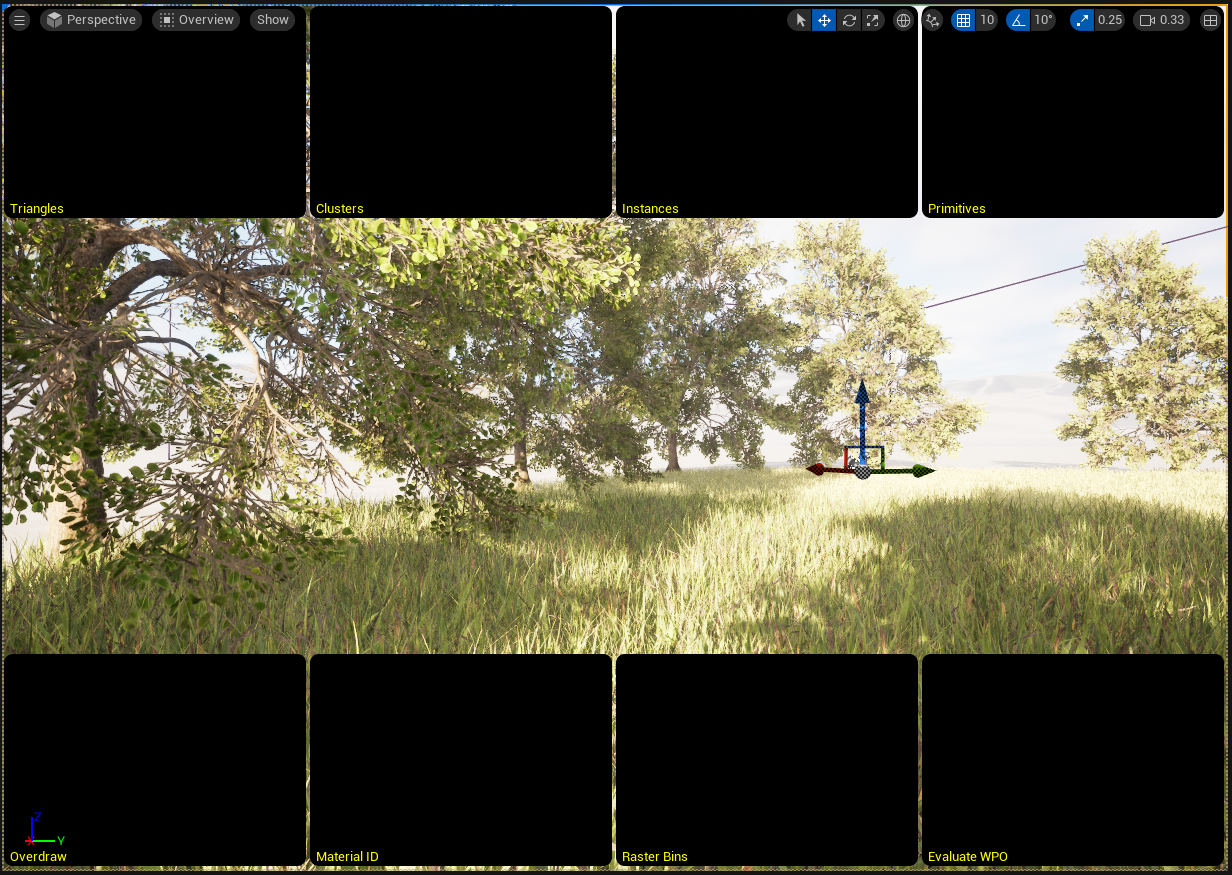 Perspective
Overview
Show
10
10°
0.25
0.33
Triangles
Clusters
Instances
Primitives
Z
X
Y
Overdraw
Material ID
Raster Bins
Evaluate WPO